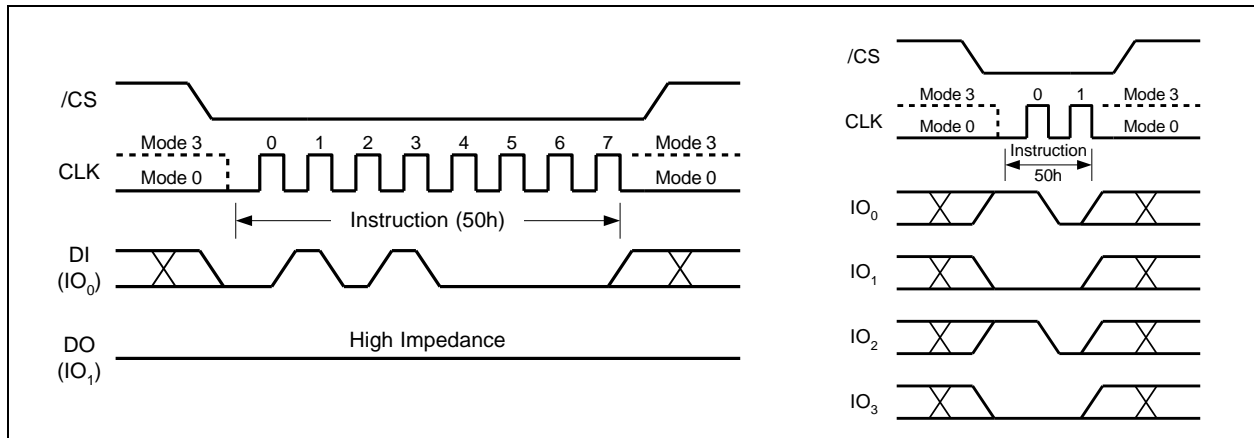 /CS
Mode 3 0 1 2 3 4 5 6 7 Mode 3
CLK Mode 0 Mode 0
Instruction (50h)
DI
(IO0)
DO
(IO1)
High Impedance
/CS
Mode 3 0 1 Mode 3
CLK Mode 0 Mode 0
Instruction
50h
IO0
IO1
IO2
IO3